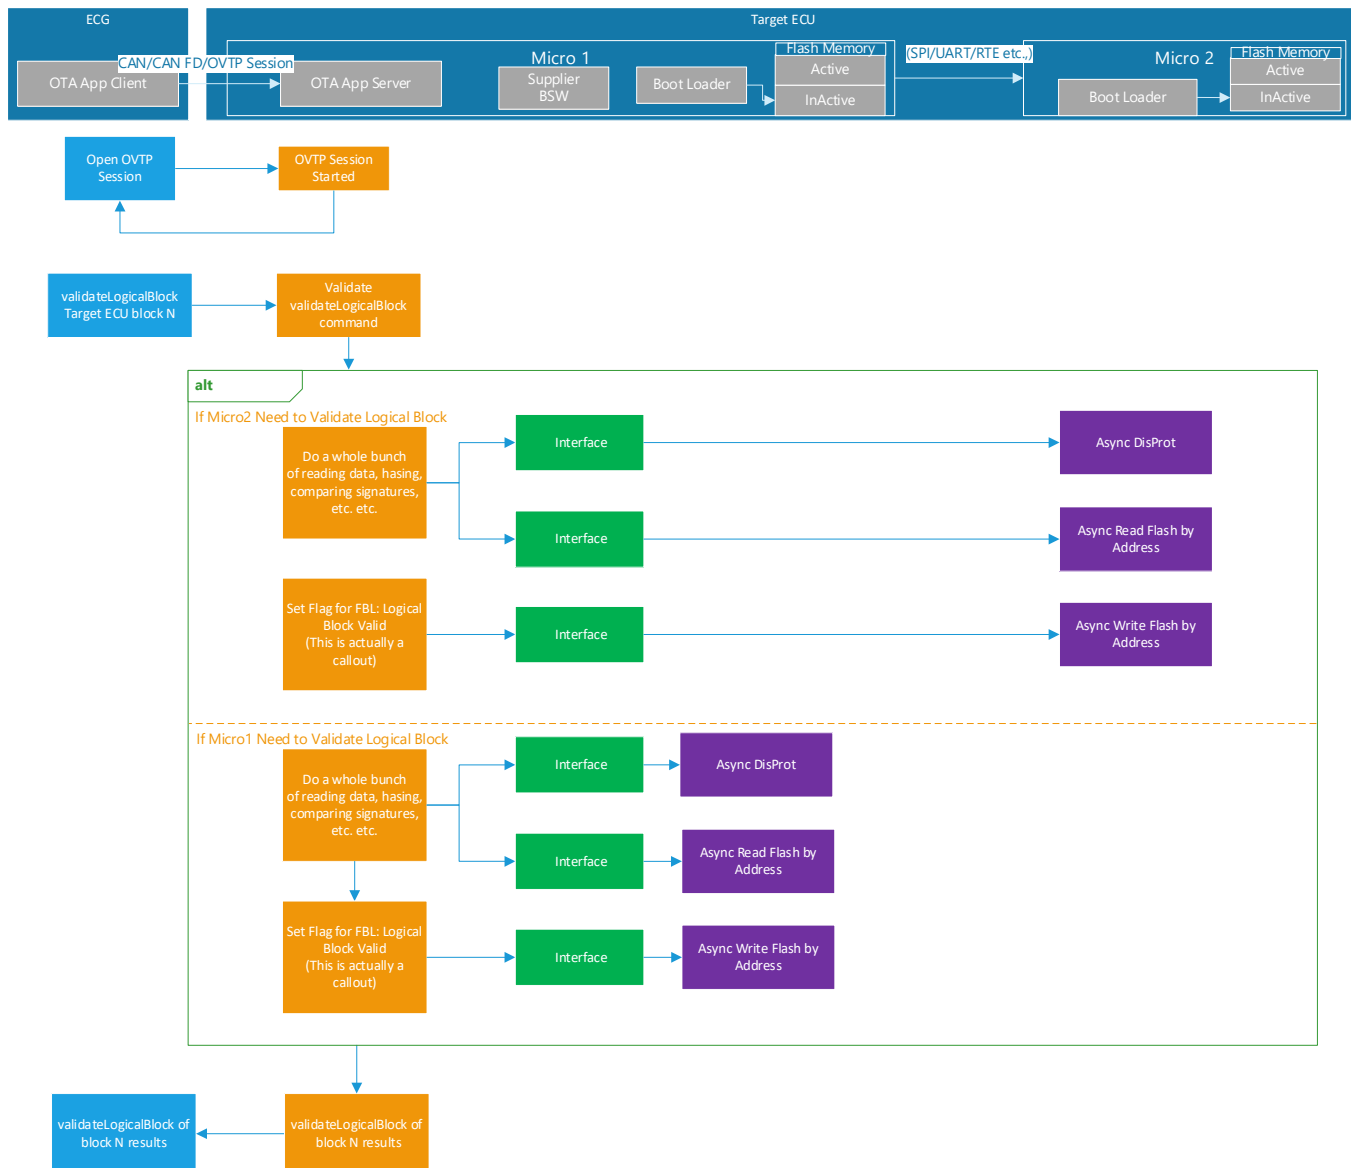 ECG
Target ECU
CAN/CAN FD/OVTP Session
OTA App Client
OTA App Server
Micro 1
Supplier
BSW
Boot Loader
Flash Memory
Active
InActive
(SPI/UART/RTE etc.,)
Micro 2
Boot Loader
Flash Memory
Active
InActive
Open OVTP
Session
OVTP Session
Started
validateLogicalBlock
Target ECU block N
Validate
validateLogicalBlock
command
alt
If Micro2 Need to Validate Logical Block
Do a whole bunch
of reading data, hasing,
comparing signatures,
etc. etc.
Interface
Async DisProt
Interface
Async Read Flash by
Address
Set Flag for FBL: Logical
Block Valid
(This is actually a
callout)
Interface
Async Write Flash by
Address
If Micro1 Need to Validate Logical Block
Do a whole bunch
of reading data, hasing,
comparing signatures,
etc. etc.
Interface
Async DisProt
Interface
Async Read Flash by
Address
Set Flag for FBL: Logical
Block Valid
(This is actually a
callout)
Interface
Async Write Flash by
Address
validateLogicalBlock of
block N results
validateLogicalBlock of
block N results